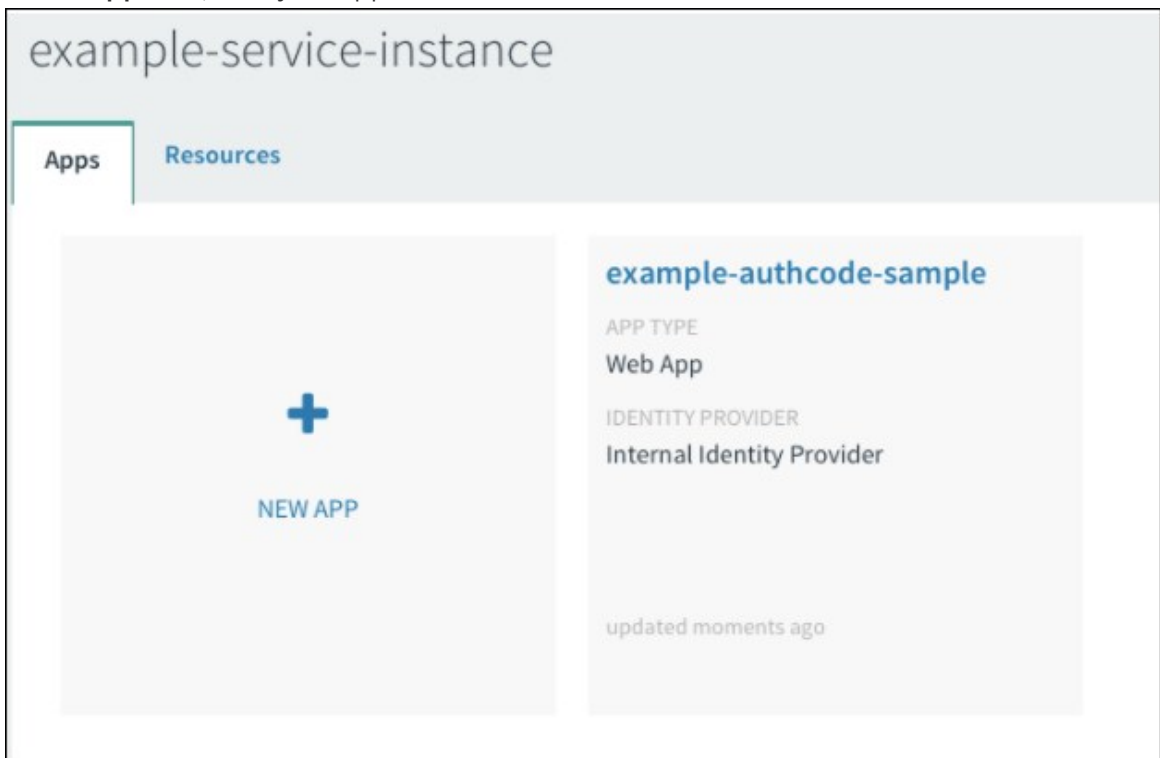 example-service-instance
Apps
Resources
example-authcode-sample
APP TYPE
Web App
IDENTITY PROVIDER
Internal Identity Provider
NEW APP
updated moments ago